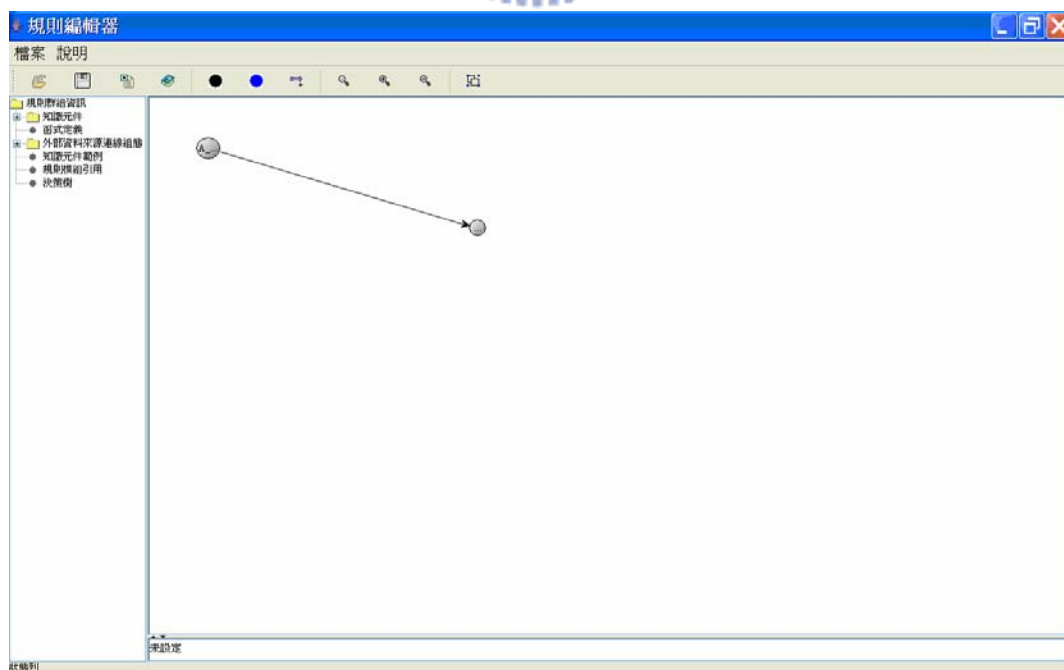 規則編輯器
檔案 說明
規則群組資訊
知識元件
函式定義
外部資料來源連線組態
知識元件範例
規則模組引用
決策樹
A_...
...
未設定
狀態列